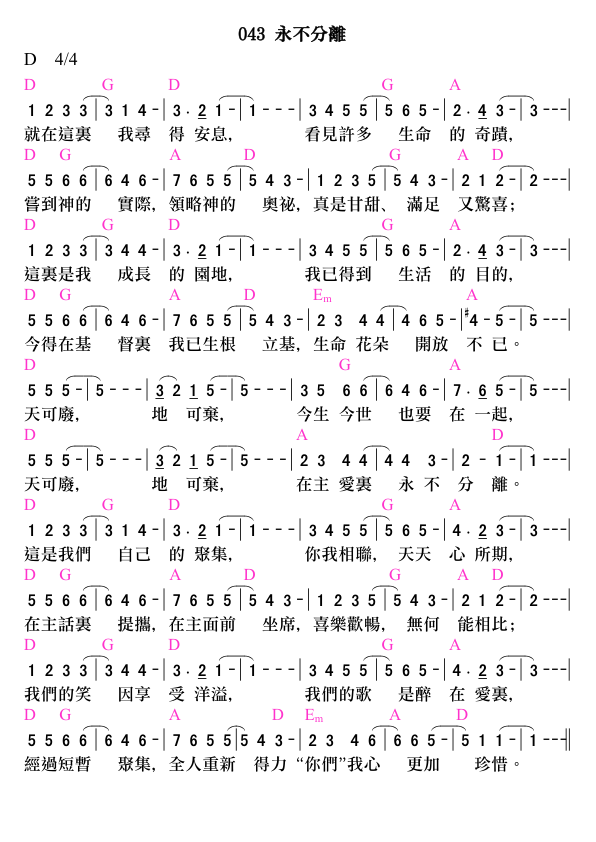 043 永不分離
D 4/4
D G D G A
1 2 3 3 | 3 1 4 - | 3 . 2 1 - | 1 - - - | 3 4 5 5 | 5 6 5 - | 2 . 4 3 - | 3 - - - |
就在這裏 我尋 得 安息, 看見許多 生命 的 奇蹟,
D G A D G A D
5 5 6 6 | 6 4 6 - | 7 6 5 5 | 5 4 3 - | 1 2 3 5 | 5 4 3 - | 2 1 2 - | 2 - - - |
嘗到神的 實際, 領略神的 奧祕, 真是甘甜、 滿足 又驚喜;
D G D G A
1 2 3 3 | 3 4 4 - | 3 . 2 1 - | 1 - - - | 3 4 5 5 | 5 6 5 - | 2 . 4 3 - | 3 - - - |
這裏是我 成長 的 園地, 我已得到 生活 的 目的,
D G A D Em A
5 5 6 6 | 6 4 6 - | 7 6 5 5 | 5 4 3 - | 2 3 4 4 | 4 6 5 - | #4 - 5 - | 5 - - - |
今得在基 督裏 我已生根 立基, 生命 花朵 開放 不 已。
D G A
5 5 5 - | 5 - - - | 3 2 1 5 - | 5 - - - | 3 5 6 6 | 6 4 6 - | 7 . 6 5 - | 5 - - - |
天可廢, 地 可棄, 今生 今世 也要 在 一起,
D A D
5 5 5 - | 5 - - - | 3 2 1 5 - | 5 - - - | 2 3 4 4 | 4 4 3 - | 2 - 1 - | 1 - - - |
天可廢, 地 可棄, 在主 愛裏 永 不 分 離。
D G D G A
1 2 3 3 | 3 1 4 - | 3 . 2 1 - | 1 - - - | 3 4 5 5 | 5 6 5 - | 4 . 2 3 - | 3 - - - |
這是我們 自己 的 聚集, 你我相聯, 天天 心 所期,
D G A D G A D
5 5 6 6 | 6 4 6 - | 7 6 5 5 | 5 4 3 - | 1 2 3 5 | 5 4 3 - | 2 1 2 - | 2 - - - |
在主話裏 提攜, 在主面前 坐席, 喜樂歡暢, 無何 能相比;
D G D G A
1 2 3 3 | 3 4 4 - | 3 . 2 1 - | 1 - - - | 3 4 5 5 | 5 6 5 - | 4 . 2 3 - | 3 - - - |
我們的笑 因享 受 洋溢, 我們的歌 是醉 在 愛裏,
D G A D Em A D
5 5 6 6 | 6 4 6 - | 7 6 5 5 | 5 4 3 - | 2 3 4 6 | 6 6 5 - | 5 1 1 - | 1 - - - ||
經過短暫 聚集, 全人重新 得力 “你們”我心 更加 珍惜。